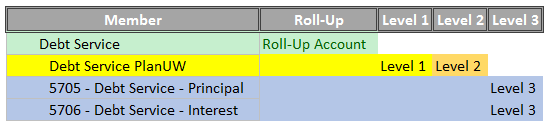 Member Roll-Up Level 1 Level 2 Level 3
Debt Service Roll-Up Account
Debt Service PlanUW Level 1 Level 2
5705 - Debt Service - Principal Level 3
5706 - Debt Service - Interest Level 3